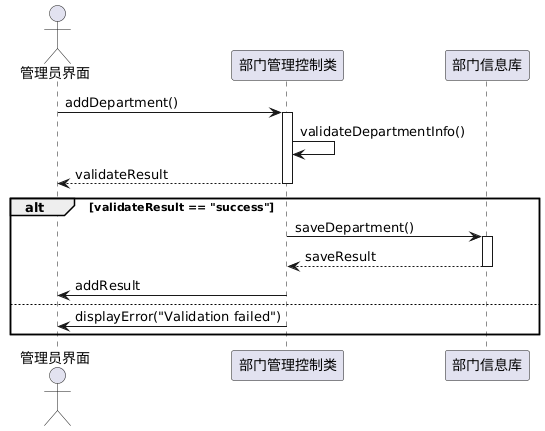 管理员界面
部门管理控制类
部门信息库
addDepartment()
validateDepartmentInfo()
validateResult
alt
[validateResult == "success"]
saveDepartment()
saveResult
addResult
displayError("Validation failed")
管理员界面
部门管理控制类
部门信息库